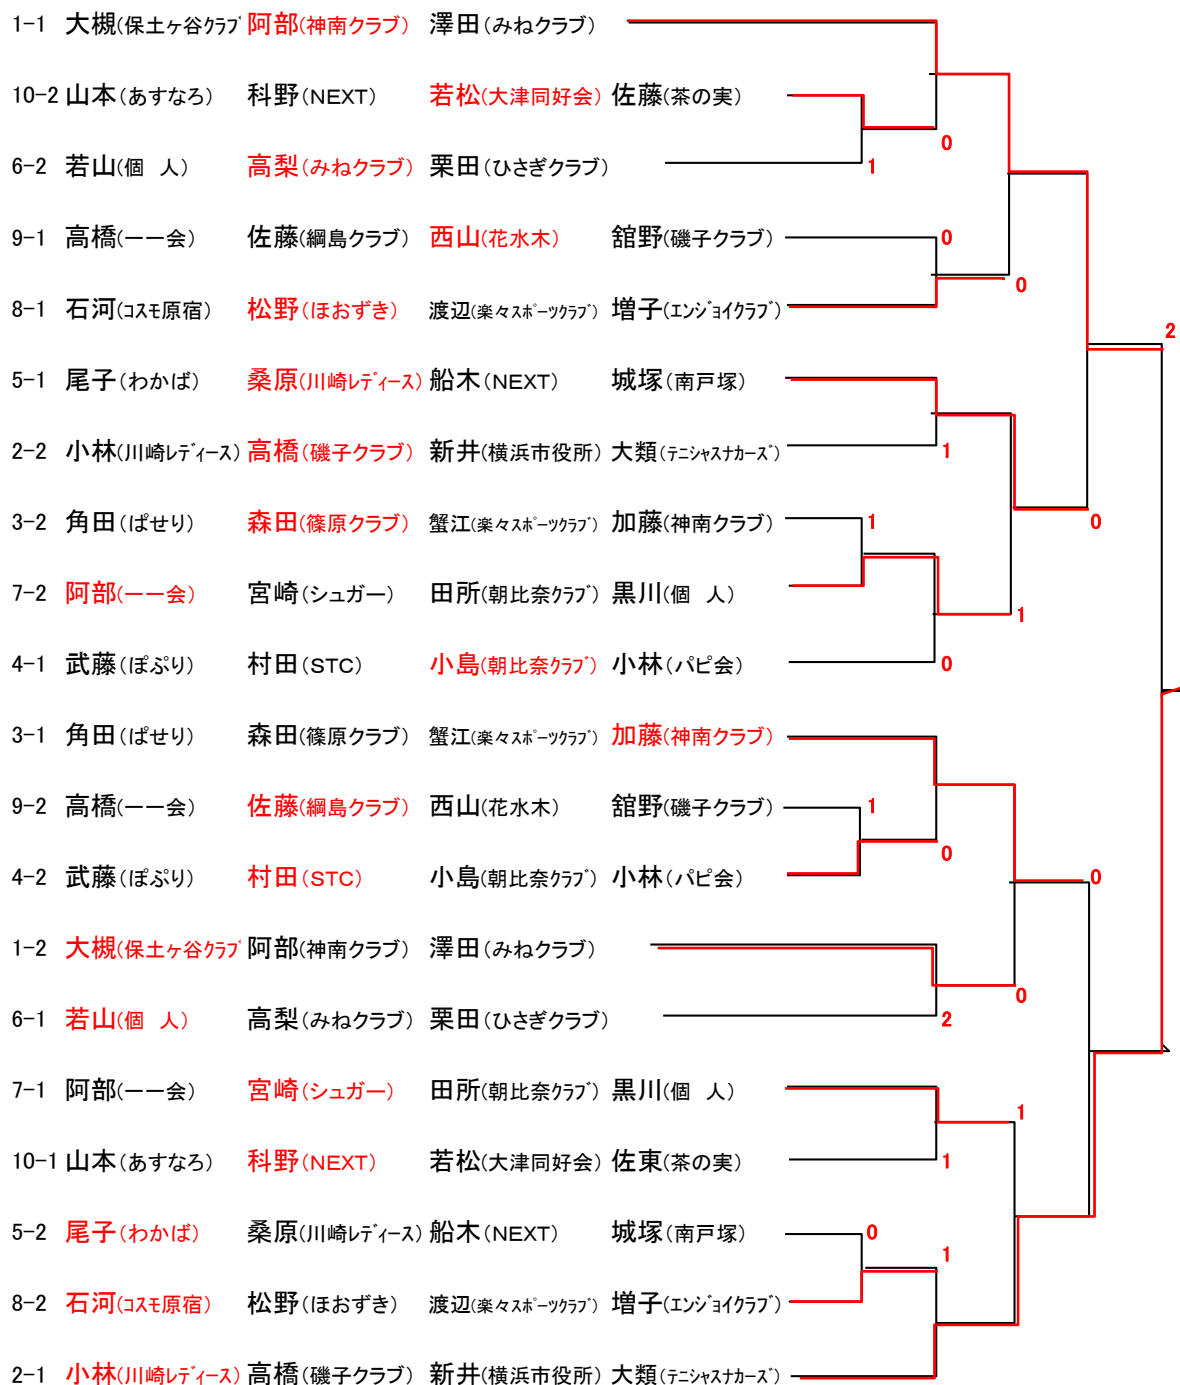 1-1 大槻(保土ヶ谷クラブ 阿部(神南クラブ) 澤田(みねクラブ)
10-2 山本(あすなろ) 科野(NEXT) 若松(大津同好会) 佐藤(茶の実)
0
6-2 若山(個 人) 高梨(みねクラブ) 栗田(ひさぎクラブ) 1
9-1 高橋(一一会) 佐藤(綱島クラブ) 西山(花水木) 舘野(磯子クラブ) 0
0
8-1 石河(コスモ原宿) 松野(ほおずき) 渡辺(楽々スポーツクラブ) 増子(エンジョイクラブ)
2
5-1 尾子(わかば) 桑原(川崎レディース) 船木(NEXT) 城塚(南戸塚)
2-2 小林(川崎レディース) 高橋(磯子クラブ) 新井(横浜市役所) 大類(テニシャスナカーズ) 1
3-2 角田(ぱせり) 森田(篠原クラブ) 蟹江(楽々スポーツクラブ) 加藤(神南クラブ) 1 0
7-2 阿部(一一会) 宮崎(シュガー) 田所(朝比奈クラブ) 黒川(個 人)
1
4-1 武藤(ぽぷり) 村田(STC) 小島(朝比奈クラブ) 小林(パピ会) 0
3-1 角田(ぱせり) 森田(篠原クラブ) 蟹江(楽々スポーツクラブ) 加藤(神南クラブ)
9-2 高橋(一一会) 佐藤(綱島クラブ) 西山(花水木) 舘野(磯子クラブ) 1
0
4-2 武藤(ぽぷり) 村田(STC) 小島(朝比奈クラブ) 小林(パピ会) 0
1-2 大槻(保土ヶ谷クラブ 阿部(神南クラブ) 澤田(みねクラブ)
0
6-1 若山(個 人) 高梨(みねクラブ) 栗田(ひさぎクラブ) 2
7-1 阿部(一一会) 宮崎(シュガー) 田所(朝比奈クラブ) 黒川(個 人)
1
10-1 山本(あすなろ) 科野(NEXT) 若松(大津同好会) 佐東(茶の実) 1
5-2 尾子(わかば) 桑原(川崎レディース) 船木(NEXT) 城塚(南戸塚) 0
1
8-2 石河(コスモ原宿) 松野(ほおずき) 渡辺(楽々スポーツクラブ) 増子(エンジョイクラブ)
2-1 小林(川崎レディース) 高橋(磯子クラブ) 新井(横浜市役所) 大類(テニシャスナカーズ)